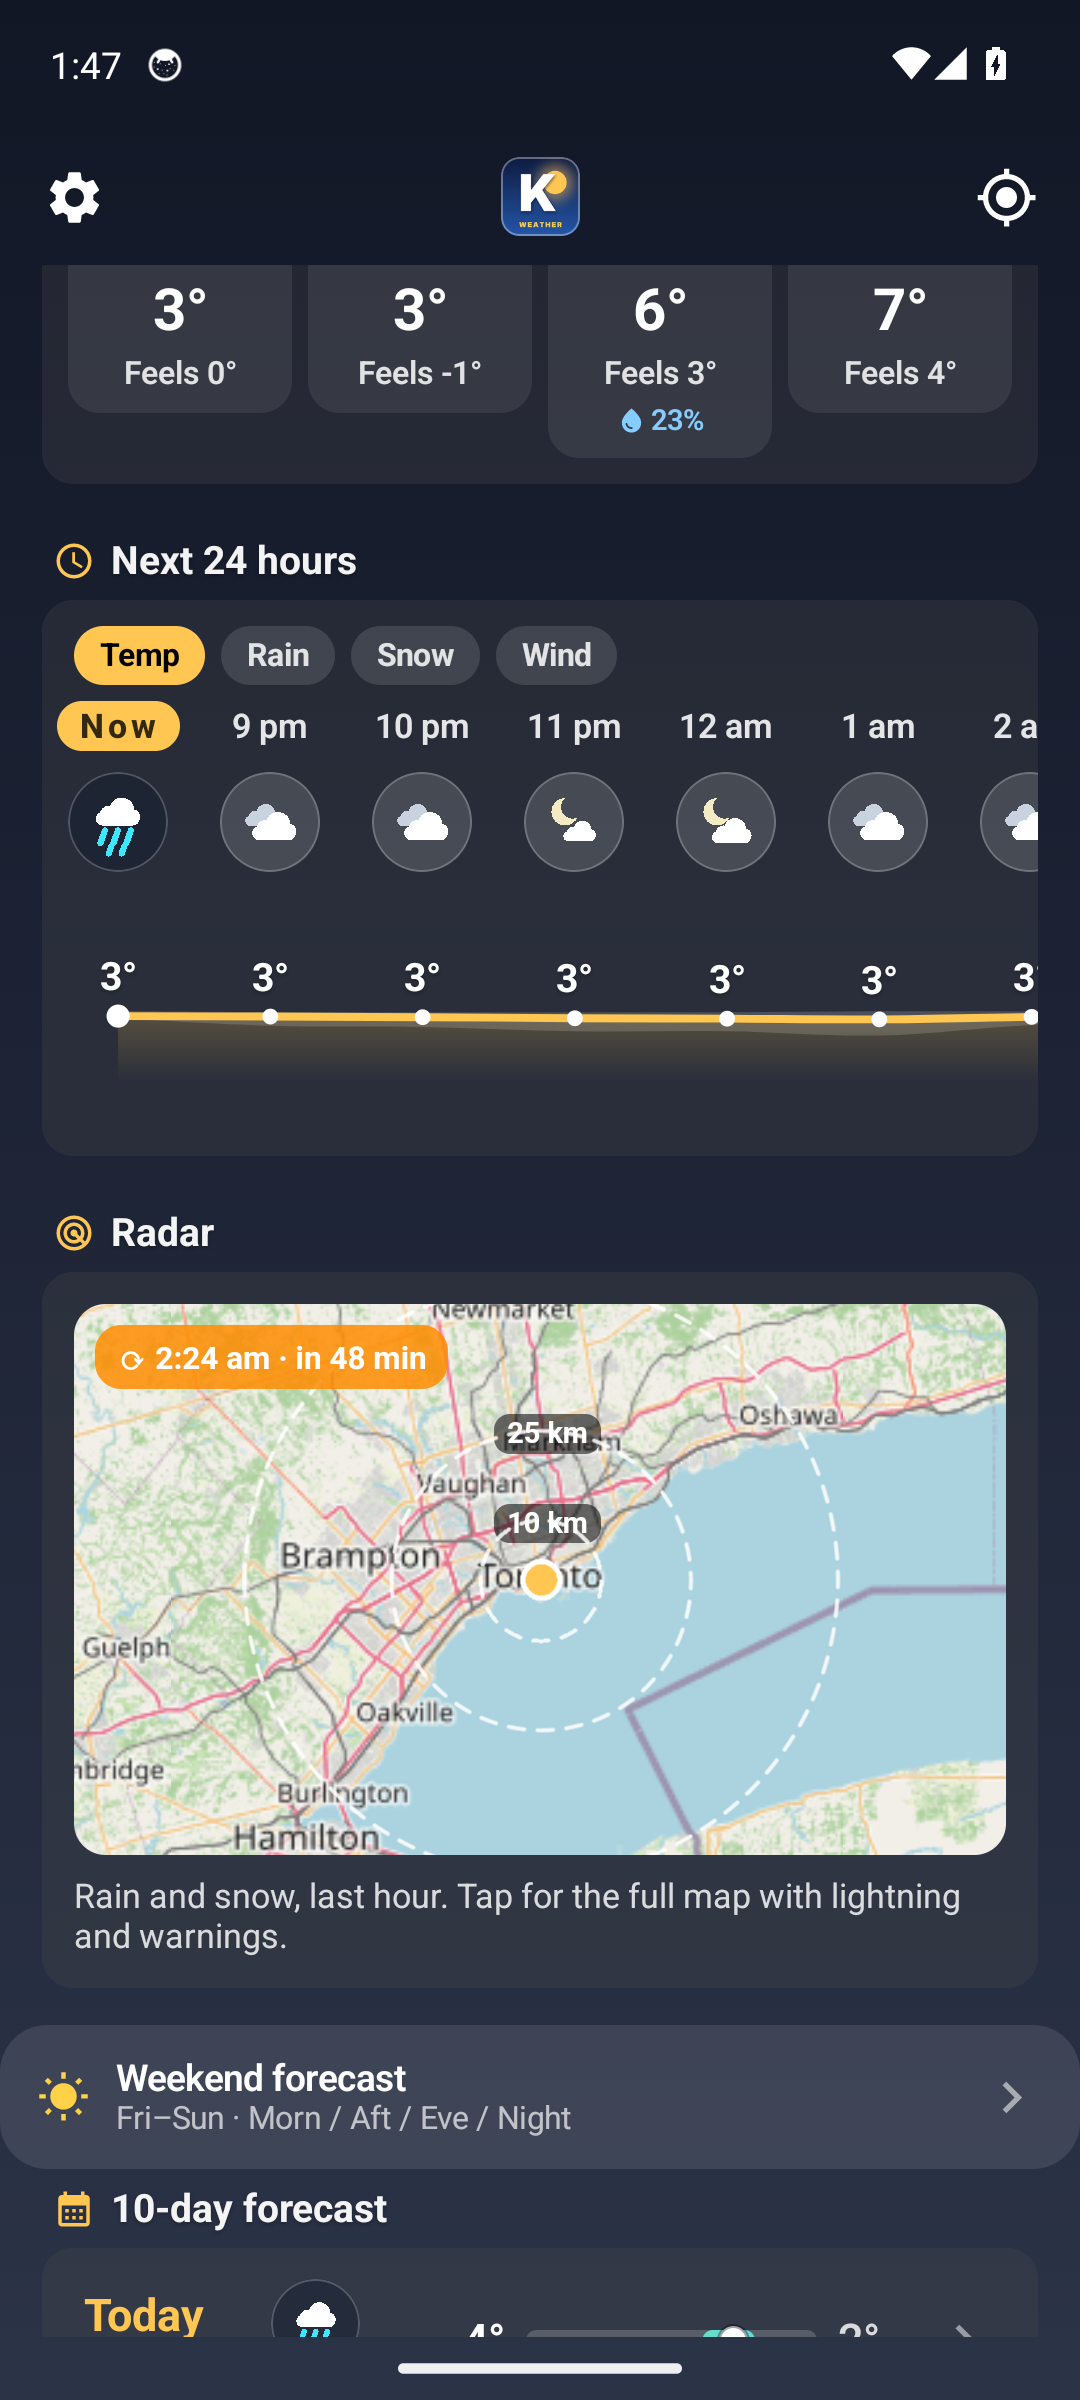 1:47
K
WEATHER
3° 3° 6° 7°
Feels 0° Feels -1° Feels 3° Feels 4°
23%
Next 24 hours
Temp Rain Snow Wind
Now 9 pm 10 pm 11 pm 12 am 1 am 2 a
3° 3° 3° 3° 3° 3° 3°
Radar
Newmarket
2:24 am · in 48 min
Oshawa
25 km
Markham
Vaughan
10 km
Brampton
Toronto
Guelph
Oakville
nbridge
Burlington
Hamilton
Rain and snow, last hour. Tap for the full map with lightning
and warnings.
Weekend forecast
Fri–Sun · Morn / Aft / Eve / Night
10-day forecast
Today